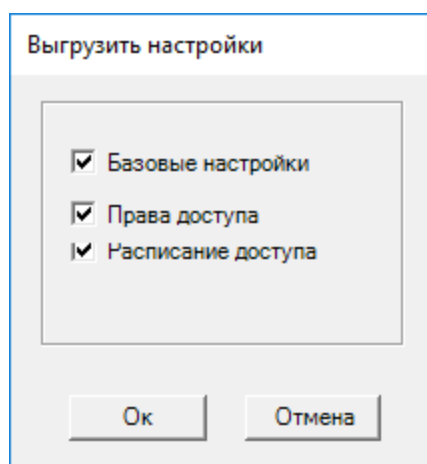 Выгрузить настройки
Базовые настройки
Права доступа
Расписание доступа
Ок
Отмена